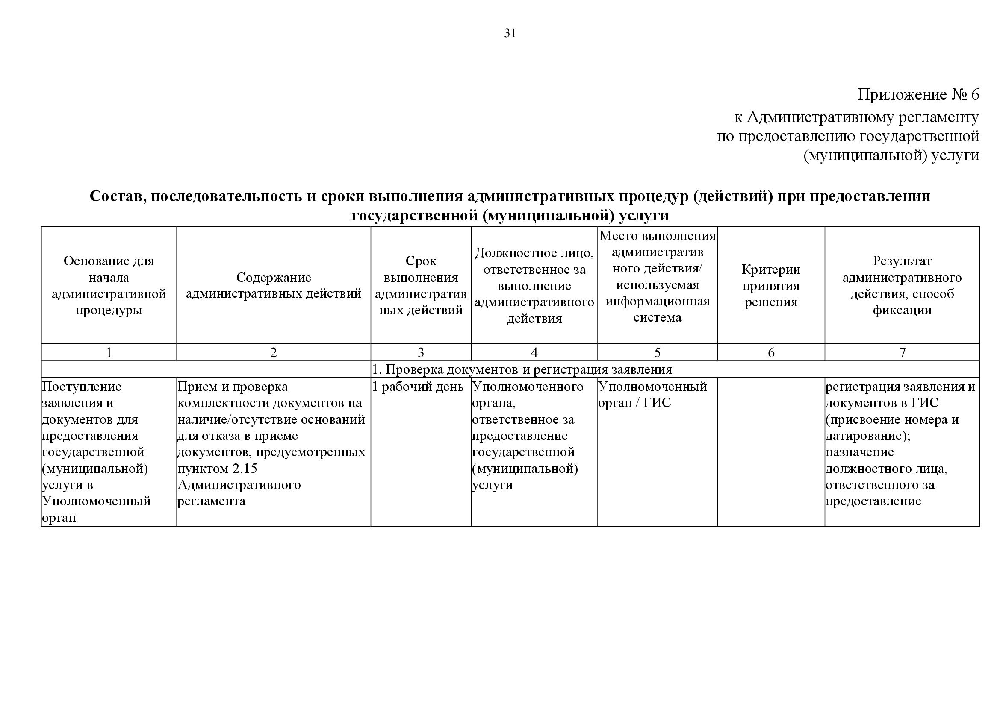 31
Приложение № 6
к Административному регламенту
по предоставлению государственной
(муниципальной) услуги
Состав, последовательность и сроки выполнения административных процедур (действий) при предоставлении
государственной (муниципальной) услуги
Основание для
начала
административной
процедуры
Содержание
административных действий
Срок
выполнения
административ
ных действий
Должностное лицо,
ответственное за
выполнение
административного
действия
Место выполнения
административ
ного действия/
используемая
информационная
система
Критерии
принятия
решения
Результат
административного
действия, способ
фиксации
1
2
3
4
5
6
7
1. Проверка документов и регистрация заявления
Поступление
заявления и
документов для
предоставления
государственной
(муниципальной)
услуги в
Уполномоченный
орган
Прием и проверка
комплектности документов на
наличие/отсутствие оснований
для отказа в приеме
документов, предусмотренных
пунктом 2.15
Административного
регламента
1 рабочий день
Уполномоченного
органа,
ответственное за
предоставление
государственной
(муниципальной)
услуги
Уполномоченный
орган / ГИС
регистрация заявления и
документов в ГИС
(присвоение номера и
датирование);
назначение
должностного лица,
ответственного за
предоставление